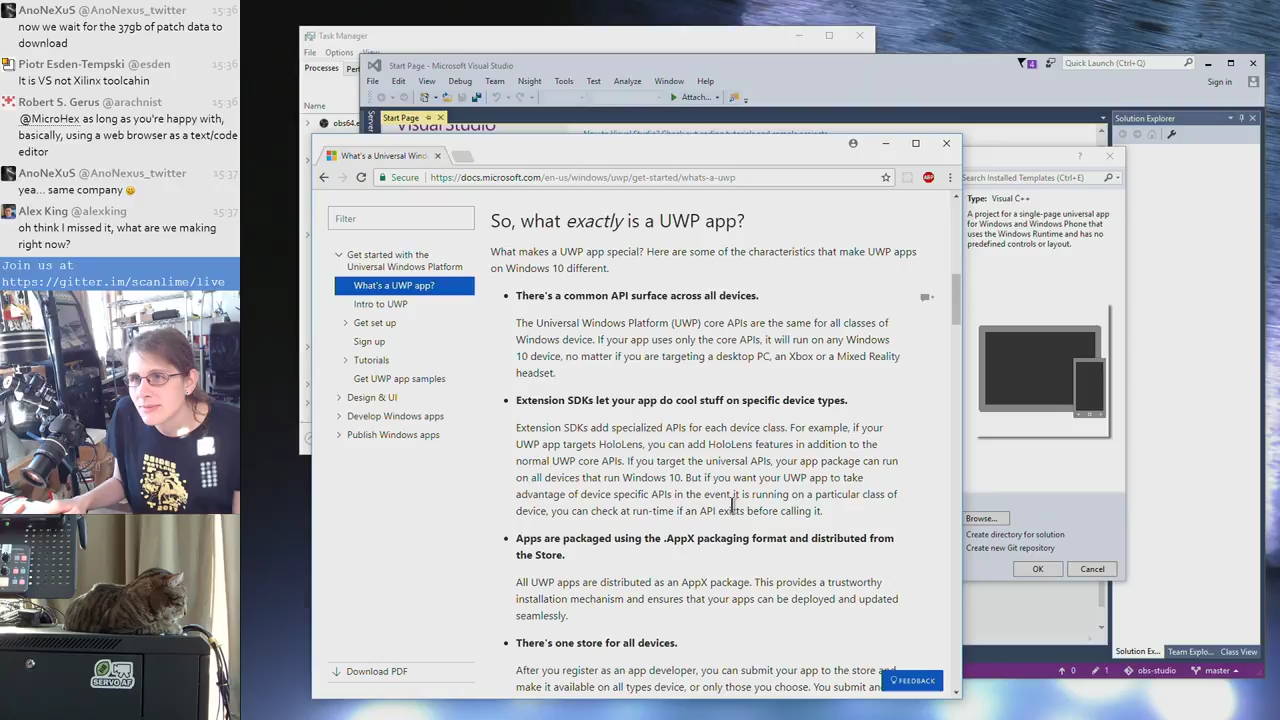 AnoNeXuS @AnoNexus_twitter 15:36
now we wait for the 37gb of patch data to
download
Piotr Esden-Tempski @esden 15:36
It is VS not Xilinx toolcahin
Robert S. Gerus @arachnist 15:36
@MicroHex as long as you're happy with,
basically, using a web browser as a text/code
editor
AnoNeXuS @AnoNexus_twitter 15:37
yea... same company
Alex King @alexking 15:37
oh think I missed it, what are we making
right now?
Join us at
https://gitter.im/scanlime/live
SERVO AF
Task Manager
File Options View
Processes
Name
obs64.e
Start Page - Microsoft Visual Studio
4
Quick Launch (Ctrl+Q)
File Edit View Debug Team Nsight Tools Test Analyze Window Help
Sign in
Attach...
Start Page
Solution Explorer
What's a Universal Win
Secure
https://docs.microsoft.com/en-us/windows/uwp/get-started/whats-a-uwp
ABP
Filter
Get started with the
Universal Windows Platform
What's a UWP app?
Intro to UWP
Get set up
Sign up
Tutorials
Get UWP app samples
Design & UI
Develop Windows apps
Publish Windows apps
Download PDF
So, what exactly is a UWP app?
What makes a UWP app special? Here are some of the characteristics that make UWP apps
on Windows 10 different.
There's a common API surface across all devices.
The Universal Windows Platform (UWP) core APIs are the same for all classes of
Windows device. If your app uses only the core APIs, it will run on any Windows
10 device, no matter if you are targeting a desktop PC, an Xbox or a Mixed Reality
headset.
Extension SDKs let your app do cool stuff on specific device types.
Extension SDKs add specialized APIs for each device class. For example, if your
UWP app targets HoloLens, you can add HoloLens features in addition to the
normal UWP core APIs. If you target the universal APIs, your app package can run
on all devices that run Windows 10. But if you want your UWP app to take
advantage of device specific APIs in the event it is running on a particular class of
device, you can check at run-time if an API exists before calling it.
Apps are packaged using the .AppX packaging format and distributed from
the Store.
All UWP apps are distributed as an AppX package. This provides a trustworthy
installation mechanism and ensures that your apps can be deployed and updated
seamlessly.
There's one store for all devices.
After you register as an app developer, you can submit your app to the store and
make it available on all types device, or only those you choose. You submit and
FEEDBACK
Search Installed Templates (Ctrl+E)
Type: Visual C++
A project for a single-page universal app
for Windows and Windows Phone that
uses the Windows Runtime and has no
predefined controls or layout.
Browse...
Create directory for solution
Create new Git repository
OK
Cancel
Solution Ex... Team Explo... Class View
0 1 obs-studio master